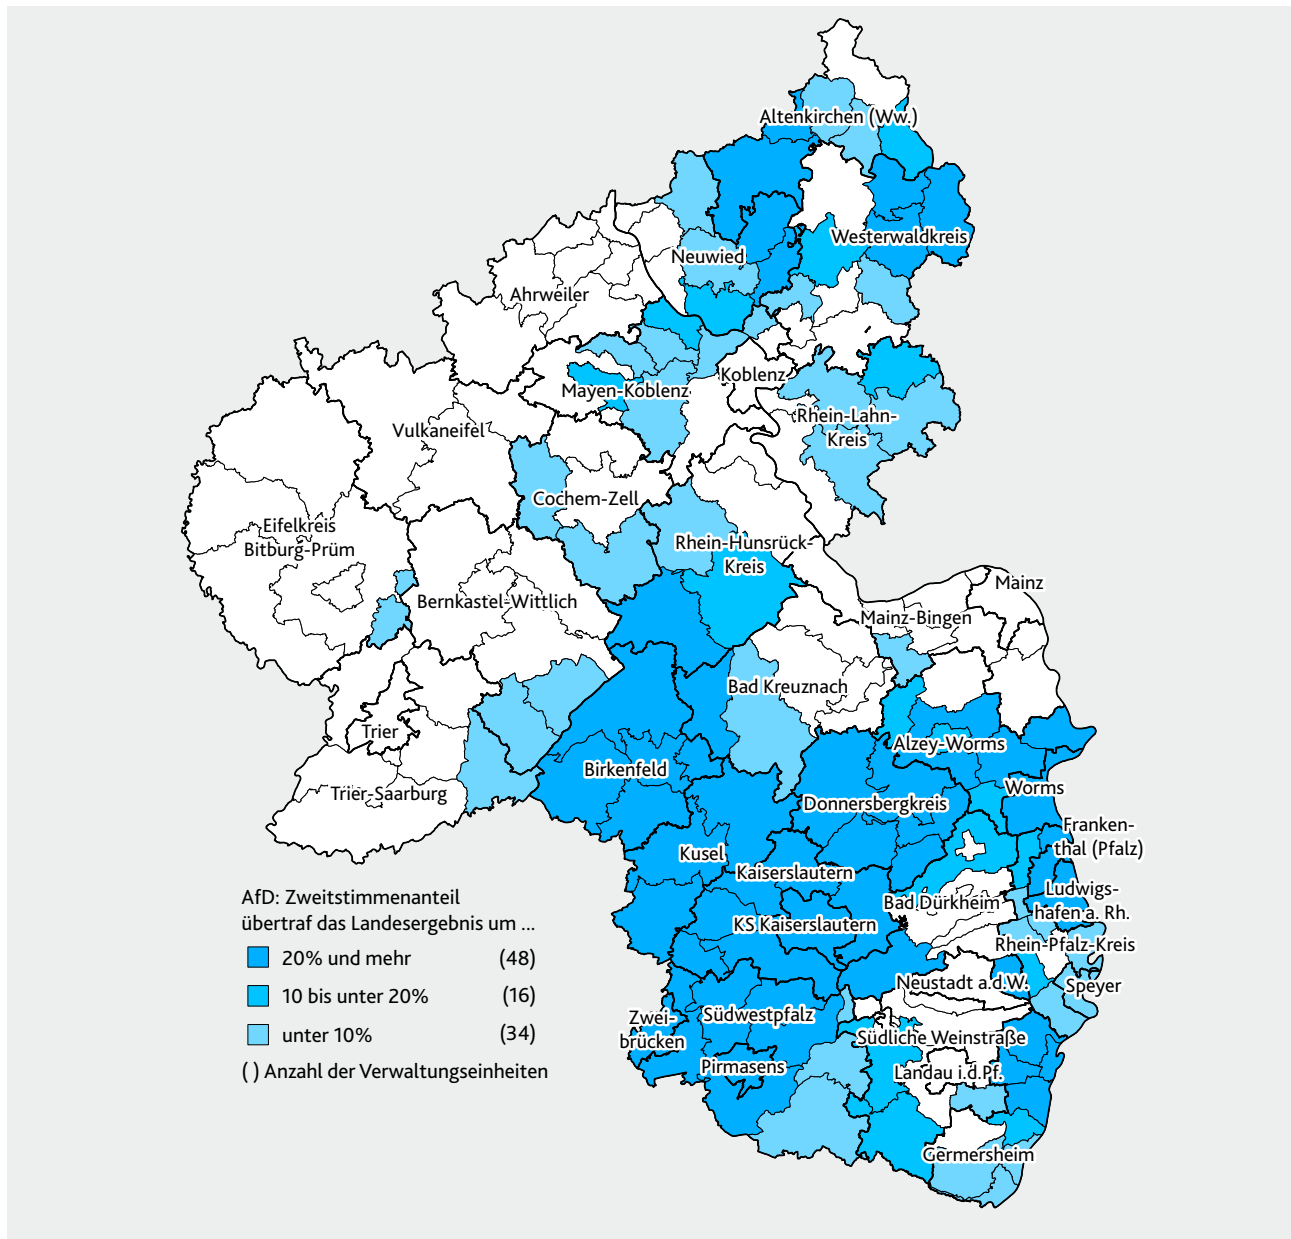 Altenkirchen (Ww.)
Westerwaldkreis
Neuwied
Ahrweiler
Koblenz
Mayen-Koblenz
Rhein-Lahn-
Kreis
Vulkaneifel
Cochem-Zell
Eifelkreis
Bitburg-Prüm
Rhein-Hunsrück-
Kreis
Mainz
Bernkastel-Wittlich
Mainz-Bingen
Bad Kreuznach
Trier
Alzey-Worms
Birkenfeld
Trier-Saarburg
Worms
Donnersbergkreis
Franken-
thal (Pfalz)
Kusel
Kaiserslautern
Ludwigs-
hafen a. Rh.
Bad Dürkheim
KS Kaiserslautern
Rhein-Pfalz-Kreis
Neustadt a.d.W.
Speyer
Zwei-
brücken
Südwestpfalz
Südliche Weinstraße
Pirmasens
Landau i.d.Pf.
Germersheim
AfD: Zweitstimmenanteil
übertraf das Landesergebnis um ...
20% und mehr (48)
10 bis unter 20% (16)
unter 10% (34)
( ) Anzahl der Verwaltungseinheiten